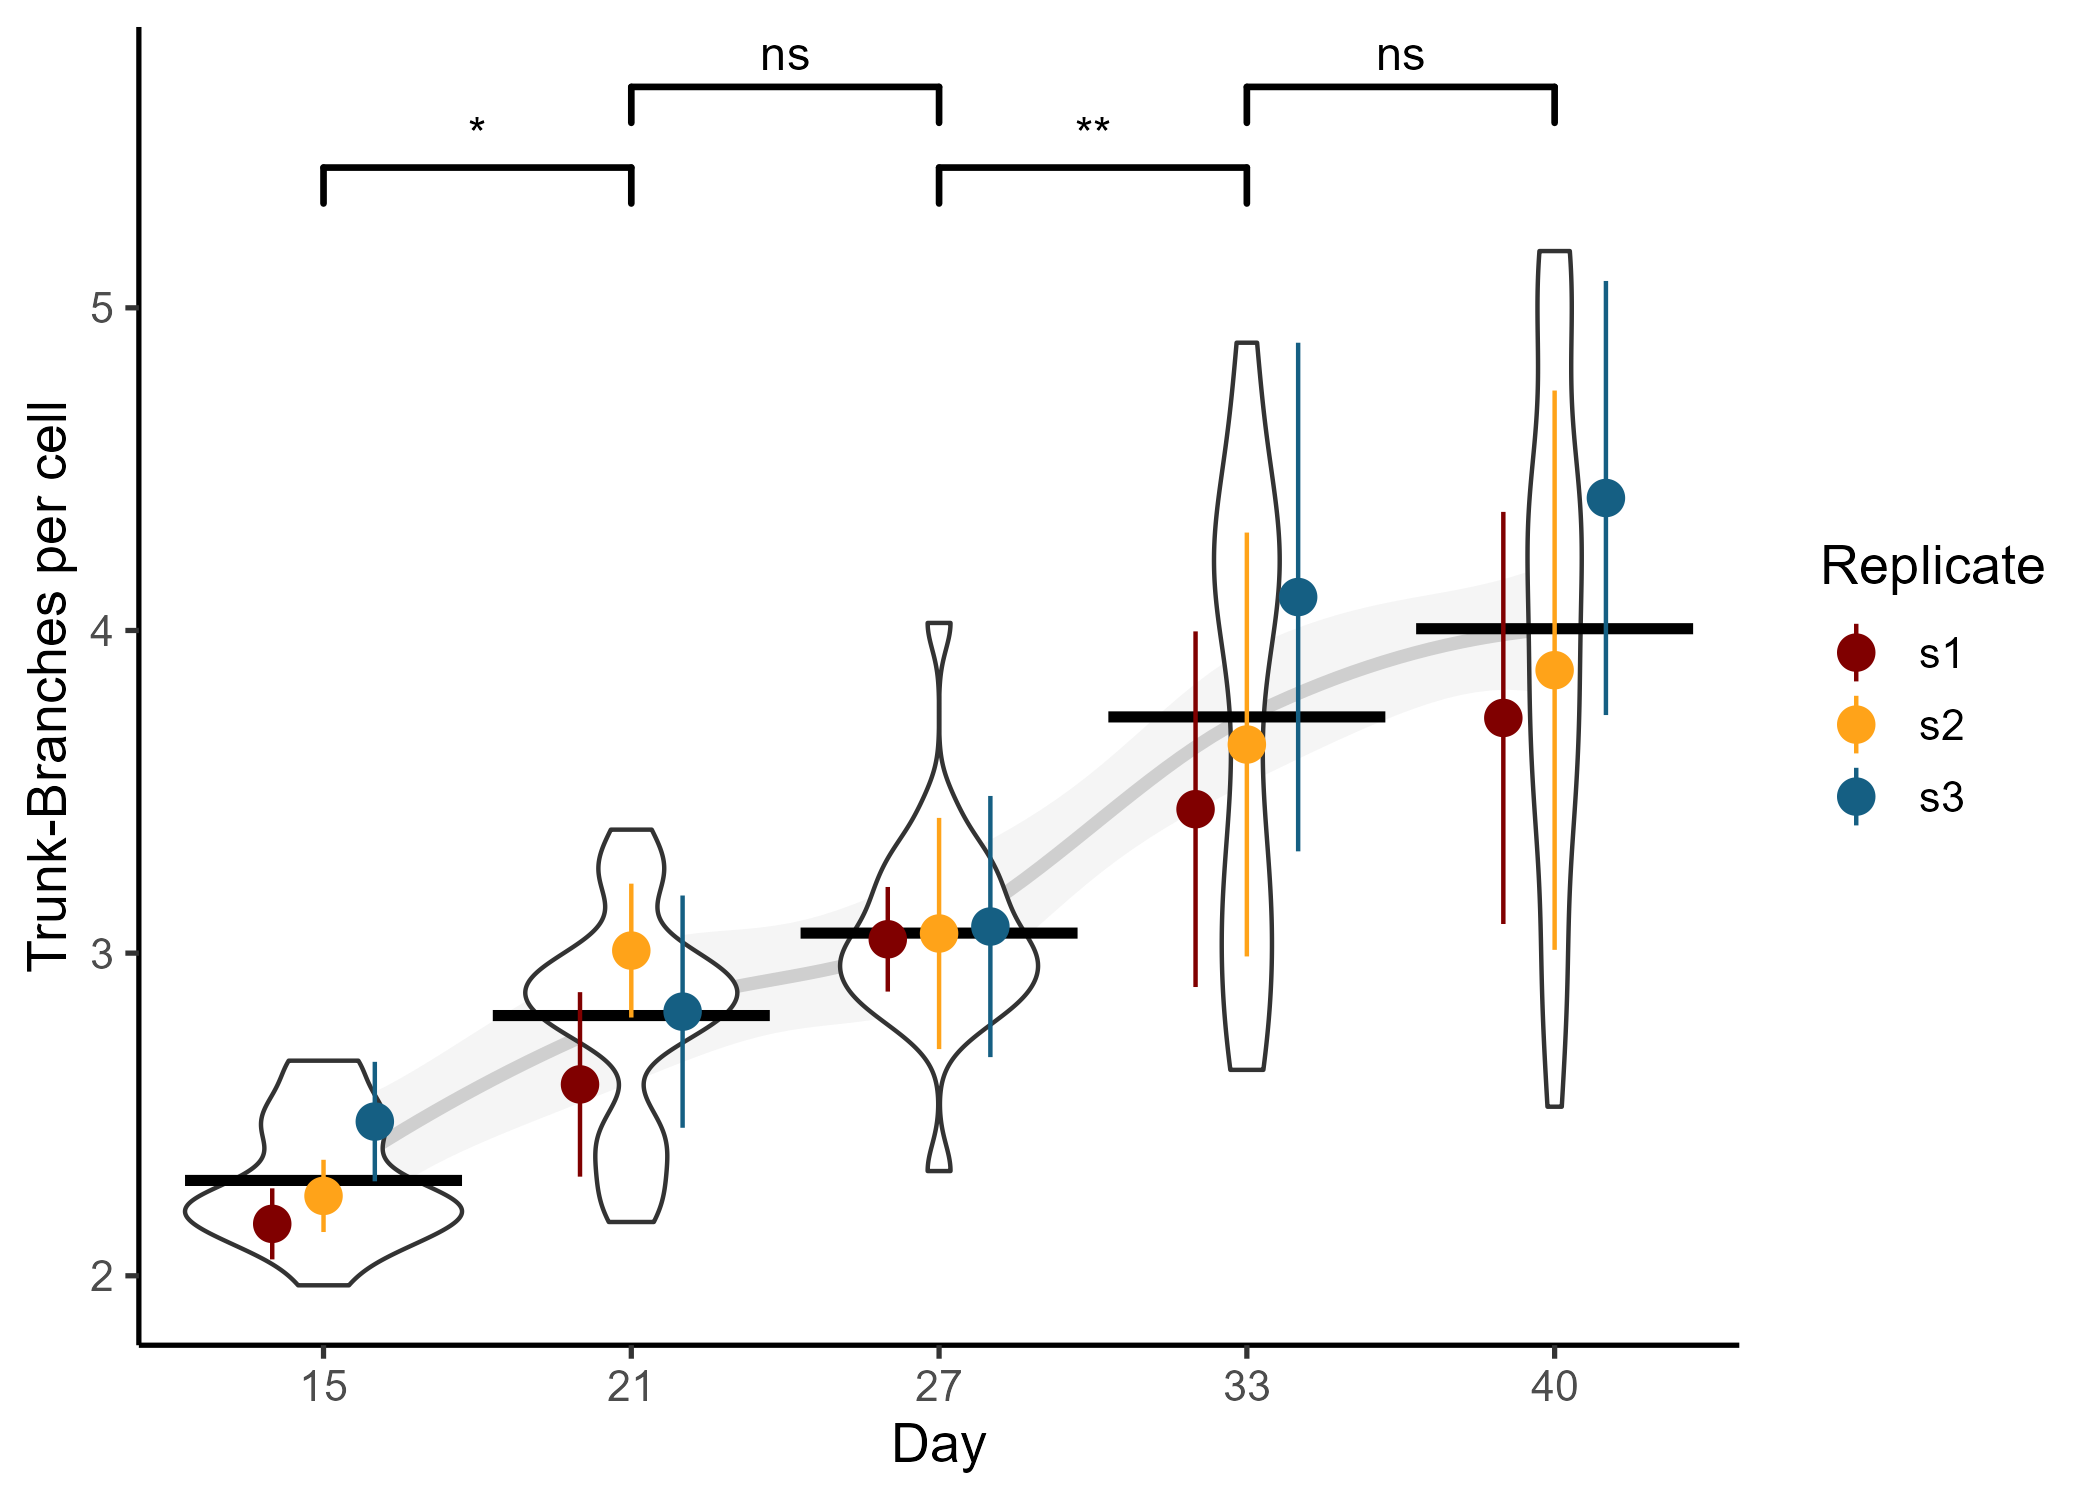 ns
ns
*
**
5
4
3
2
Trunk-Branches per cell
15
21
27
33
40
Day
Replicate
s1
s2
s3